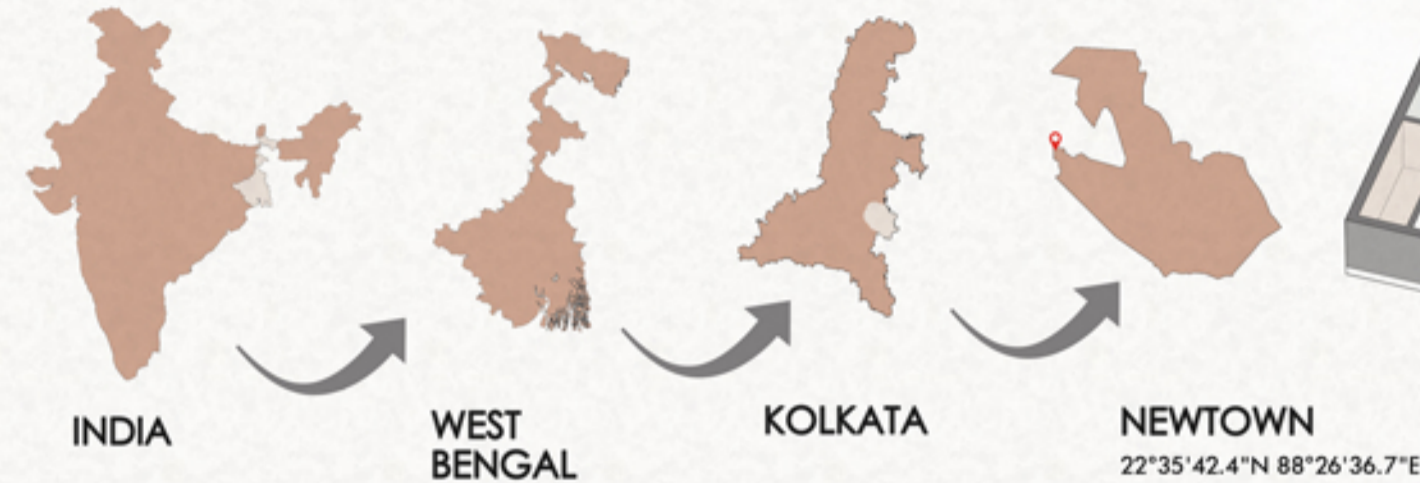 INDIA
WEST
BENGAL
KOLKATA
NEWTOWN
22°35'42.4"N 88°26'36.7"E